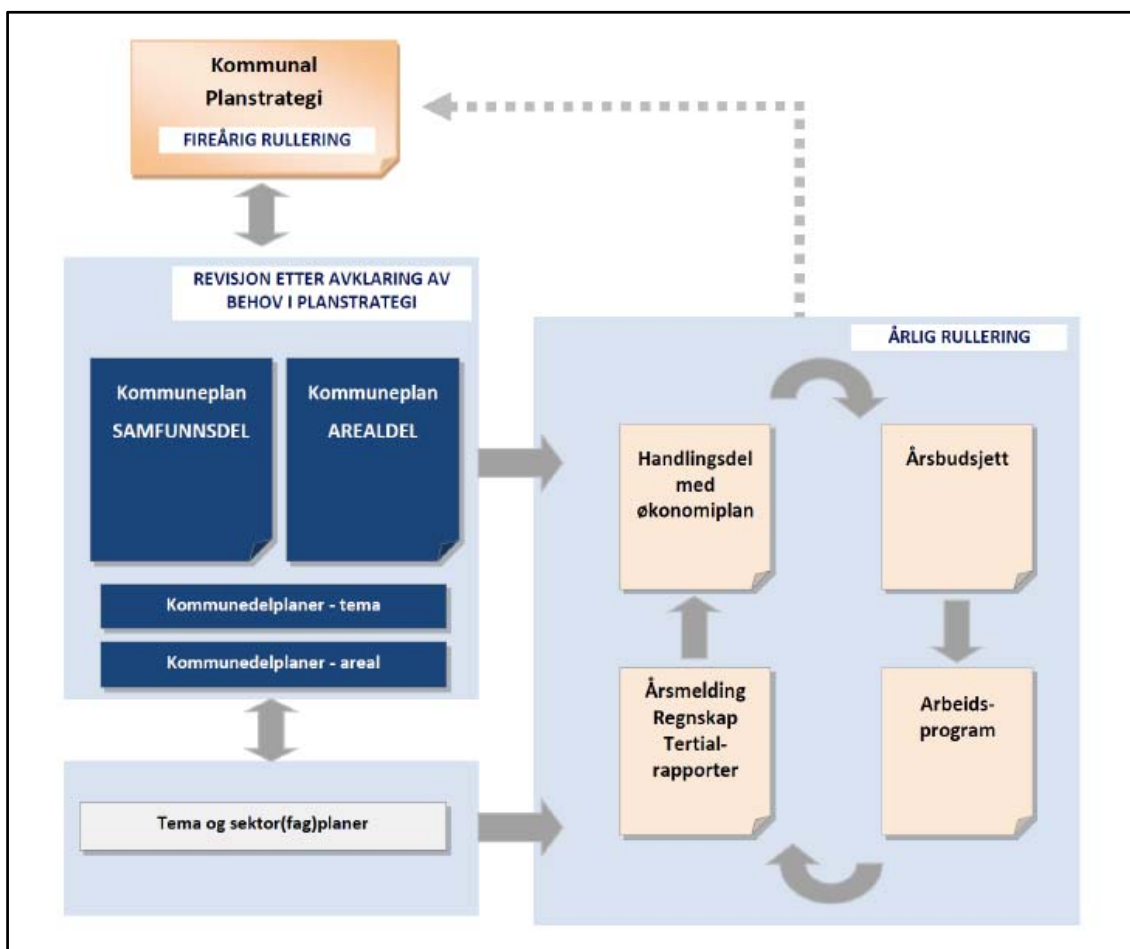 Kommunal
Planstrategi
FIREÅRIG RULLERING
REVISJON ETTER AVKLARING AV
BEHOV I PLANSTRATEGI
Kommuneplan
SAMFUNNSDEL
Kommuneplan
AREALDEL
Kommunedelplaner - tema
Kommunedelplaner - areal
Tema og sektor(fag)planer
ÅRLIG RULLERING
Handlingsdel
med
økonomiplan
Årsbudsjett
Årsmelding
Regnskap
Tertial-
rapporter
Arbeids-
program